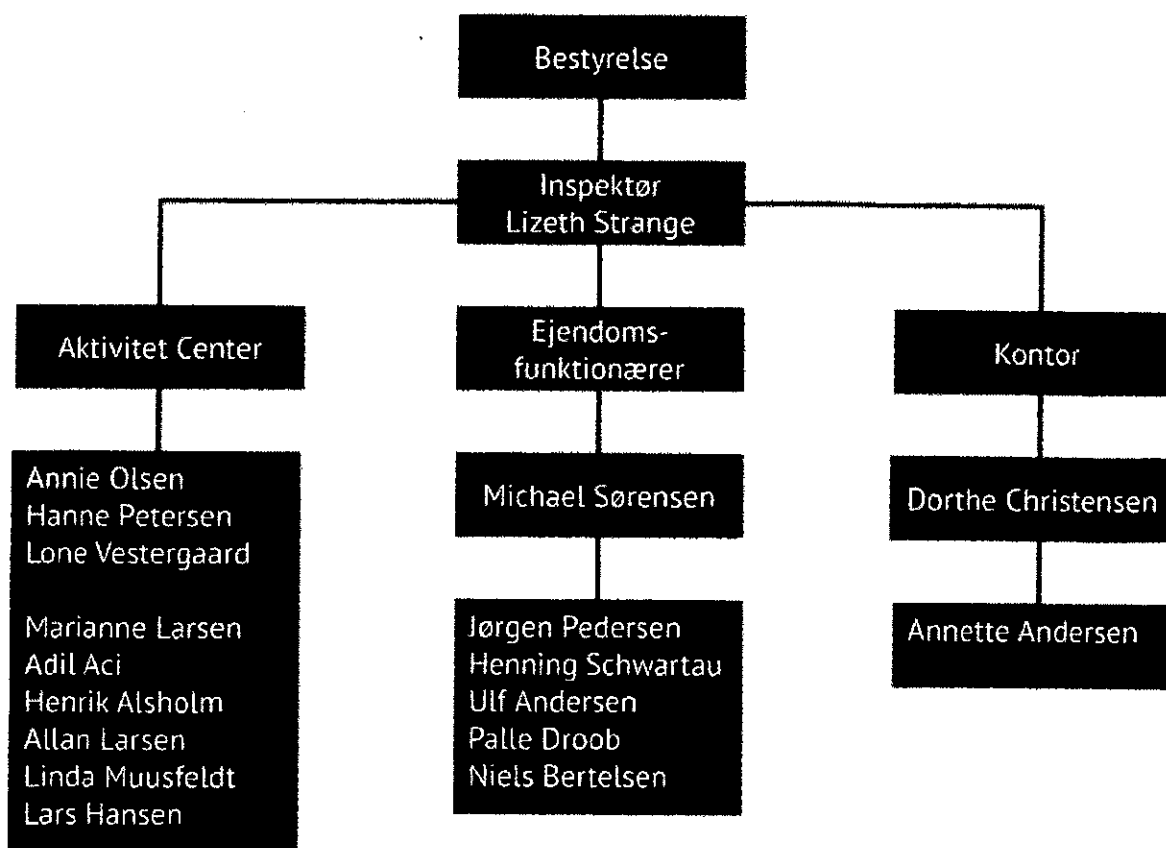 Bestyrelse
Inspektør
Lizeth Strange
Aktivitet Center
Ejendoms-
funktionærer
Kontor
Annie Olsen
Hanne Petersen
Lone Vestergaard
Marianne Larsen
Adil Aci
Henrik Alsholm
Allan Larsen
Linda Muusfeldt
Lars Hansen
Michael Sørensen
Jørgen Pedersen
Henning Schwartau
Ulf Andersen
Palle Droob
Niels Bertelsen
Dorthe Christensen
Annette Andersen